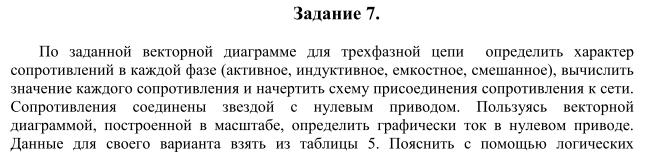 Задание 7.
По заданной векторной диаграмме для трехфазной цепи определить характер
сопротивлений в каждой фазе (активное, индуктивное, емкостное, смешанное), вычислить
значение каждого сопротивления и начертить схему присоединения сопротивления к сети.
Сопротивления соединены звездой с нулевым приводом. Пользуясь векторной
диаграммой, построенной в масштабе, определить графически ток в нулевом приводе.
Данные для своего варианта взять из таблицы 5. Пояснить с помощью логических